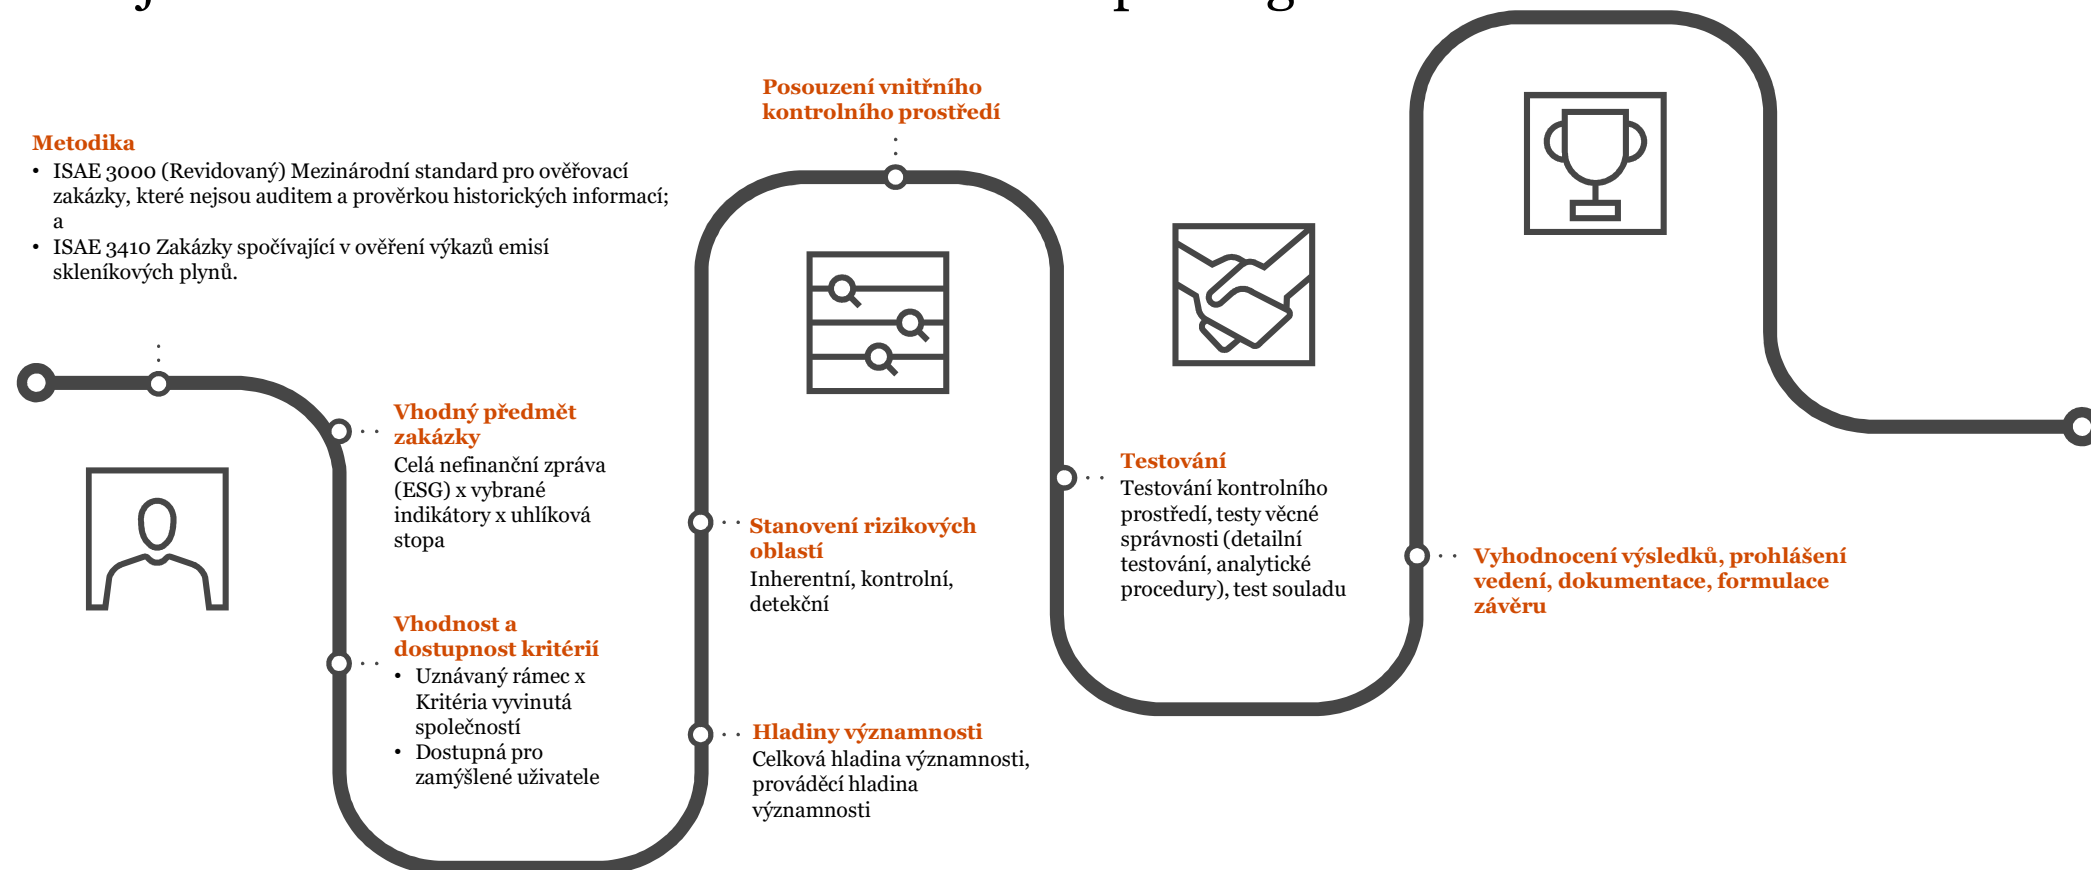 Metodika
• ISAE 3000 (Revidovaný) Mezinárodní standard pro ověřovací
zakázky, které nejsou auditem a prověrkou historických informací;
a
• ISAE 3410 Zakázky spočívající v ověření výkazů emisí
skleníkových plynů.
Vhodný předmět
zakázky
Celá nefinanční zpráva
(ESG) x vybrané
indikátory x uhlíková
stopa
Vhodnost a
dostupnost kritérií
• Uznávaný rámec x
Kritéria vyvinutá
společností
• Dostupná pro
zamýšlené uživatele
Hladiny významnosti
Celková hladina významnosti,
prováděcí hladina
významnosti
Stanovení rizikových
oblastí
Inherentní, kontrolní,
detekční
Posouzení vnitřního
kontrolního prostředí
Testování
Testování kontrolního
prostředí, testy věcné
správnosti (detailní
testování, analytické
procedury), test souladu
Vyhodnocení výsledků, prohlášení
vedení, dokumentace, formulace
závěru